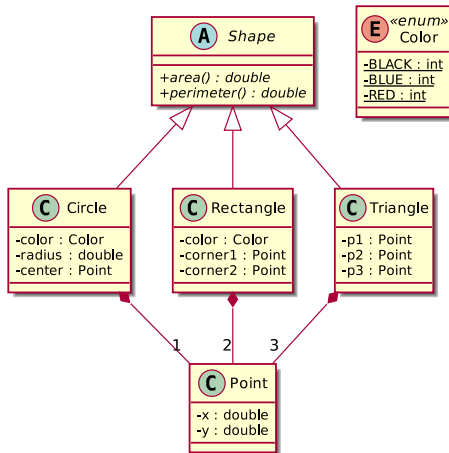 A Shape
+area() : double
+perimeter() : double
E «enum»
Color
-BLACK : int
-BLUE : int
-RED : int
C Circle
-color : Color
-radius : double
-center : Point
C Rectangle
-color : Color
-corner1 : Point
-corner2 : Point
C Triangle
-p1 : Point
-p2 : Point
-p3 : Point
1 2 3
C Point
-x : double
-y : double